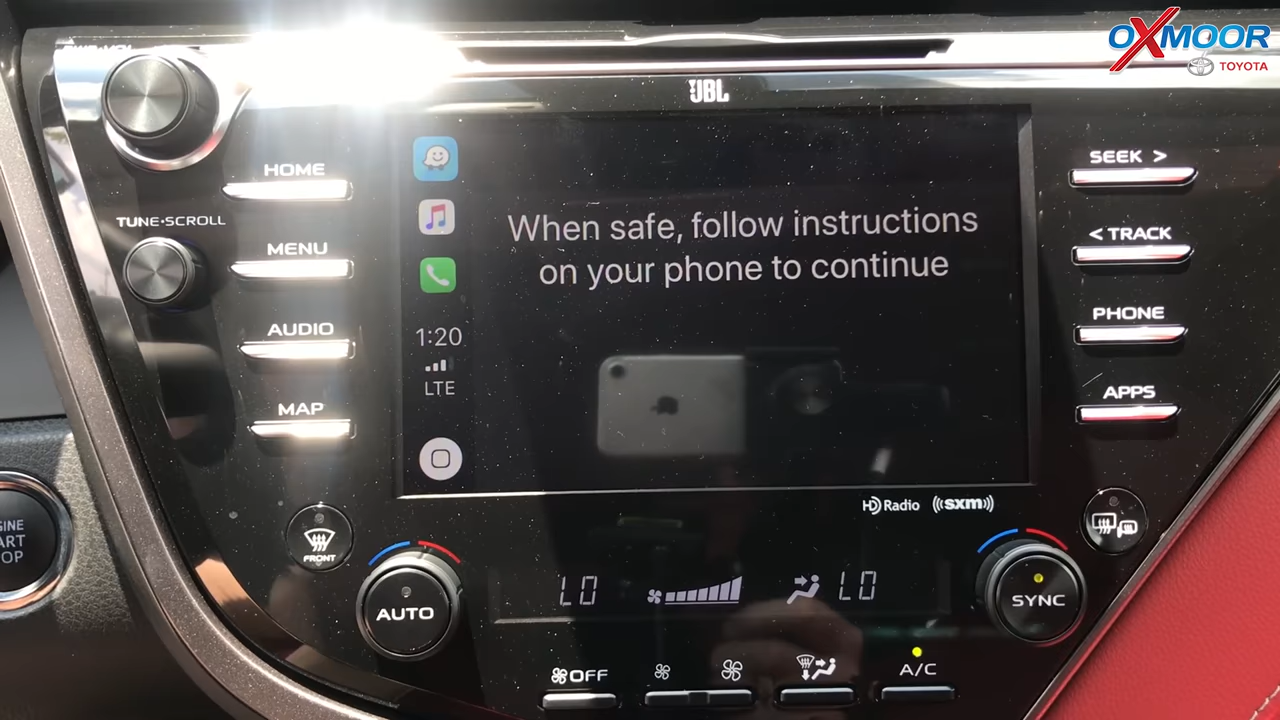 OXMOOR
TOYOTA
JBL
HOME
SEEK >
TUNE•SCROLL
MENU
< TRACK
AUDIO
PHONE
MAP
APPS
When safe, follow instructions
on your phone to continue
1:20
LTE
HD Radio
((sxm))
FRONT
START
AUTO
LO
LO
SYNC
OFF
A/C